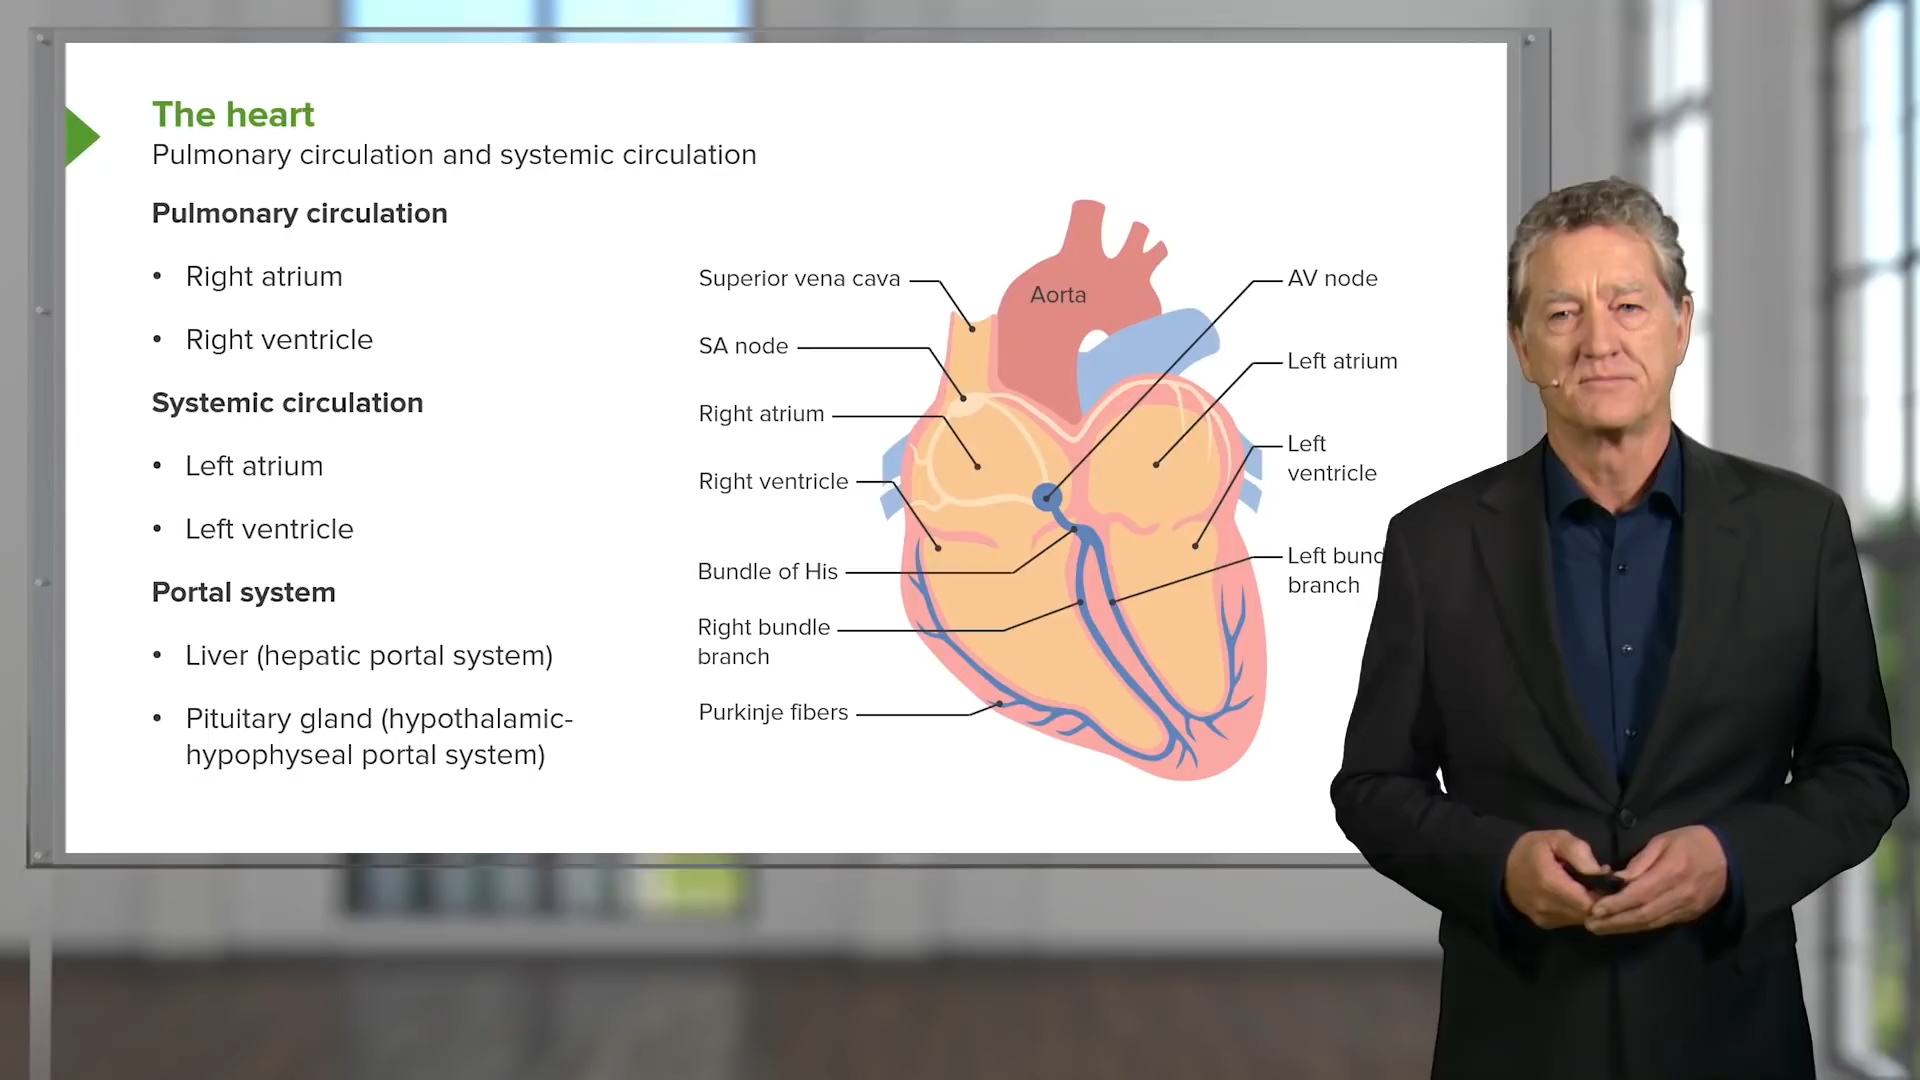 The heart
Pulmonary circulation and systemic circulation
Pulmonary circulation
• Right atrium
• Right ventricle
Systemic circulation
• Left atrium
• Left ventricle
Portal system
• Liver (hepatic portal system)
• Pituitary gland (hypothalamic-
hypophyseal portal system)
Superior vena cava
SA node
Right atrium
Right ventricle
Bundle of His
Right bundle
branch
Purkinje fibers
Aorta
AV node
Left atrium
Left
ventricle
Left
branch